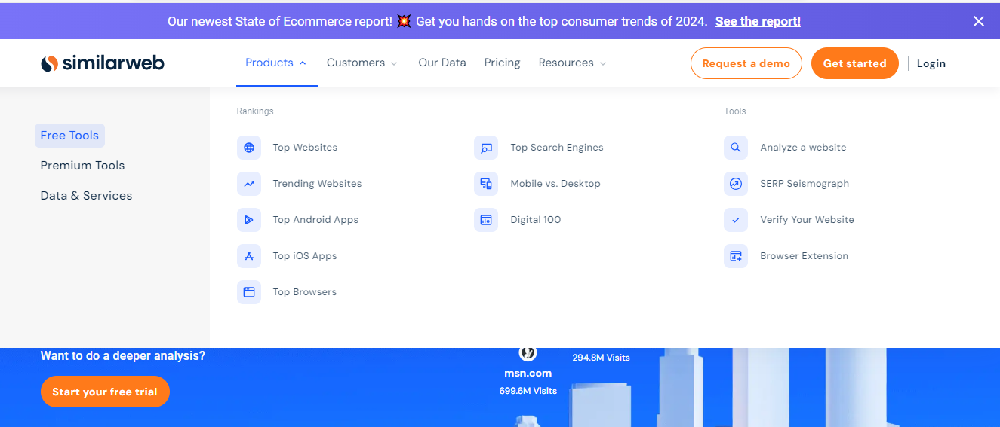 Our newest State of Ecommerce report! 💥 Get you hands on the top consumer trends of 2024. See the report!
similarweb
Products
Customers
Our Data
Pricing
Resources
Request a demo
Get started
Login
Free Tools
Premium Tools
Data & Services
Rankings
Top Websites
Trending Websites
Top Android Apps
Top iOS Apps
Top Browsers
Top Search Engines
Mobile vs. Desktop
Digital 100
Tools
Analyze a website
SERP Seismograph
Verify Your Website
Browser Extension
Want to do a deeper analysis?
Start your free trial
msn.com
699.6M Visits
294.8M Visits